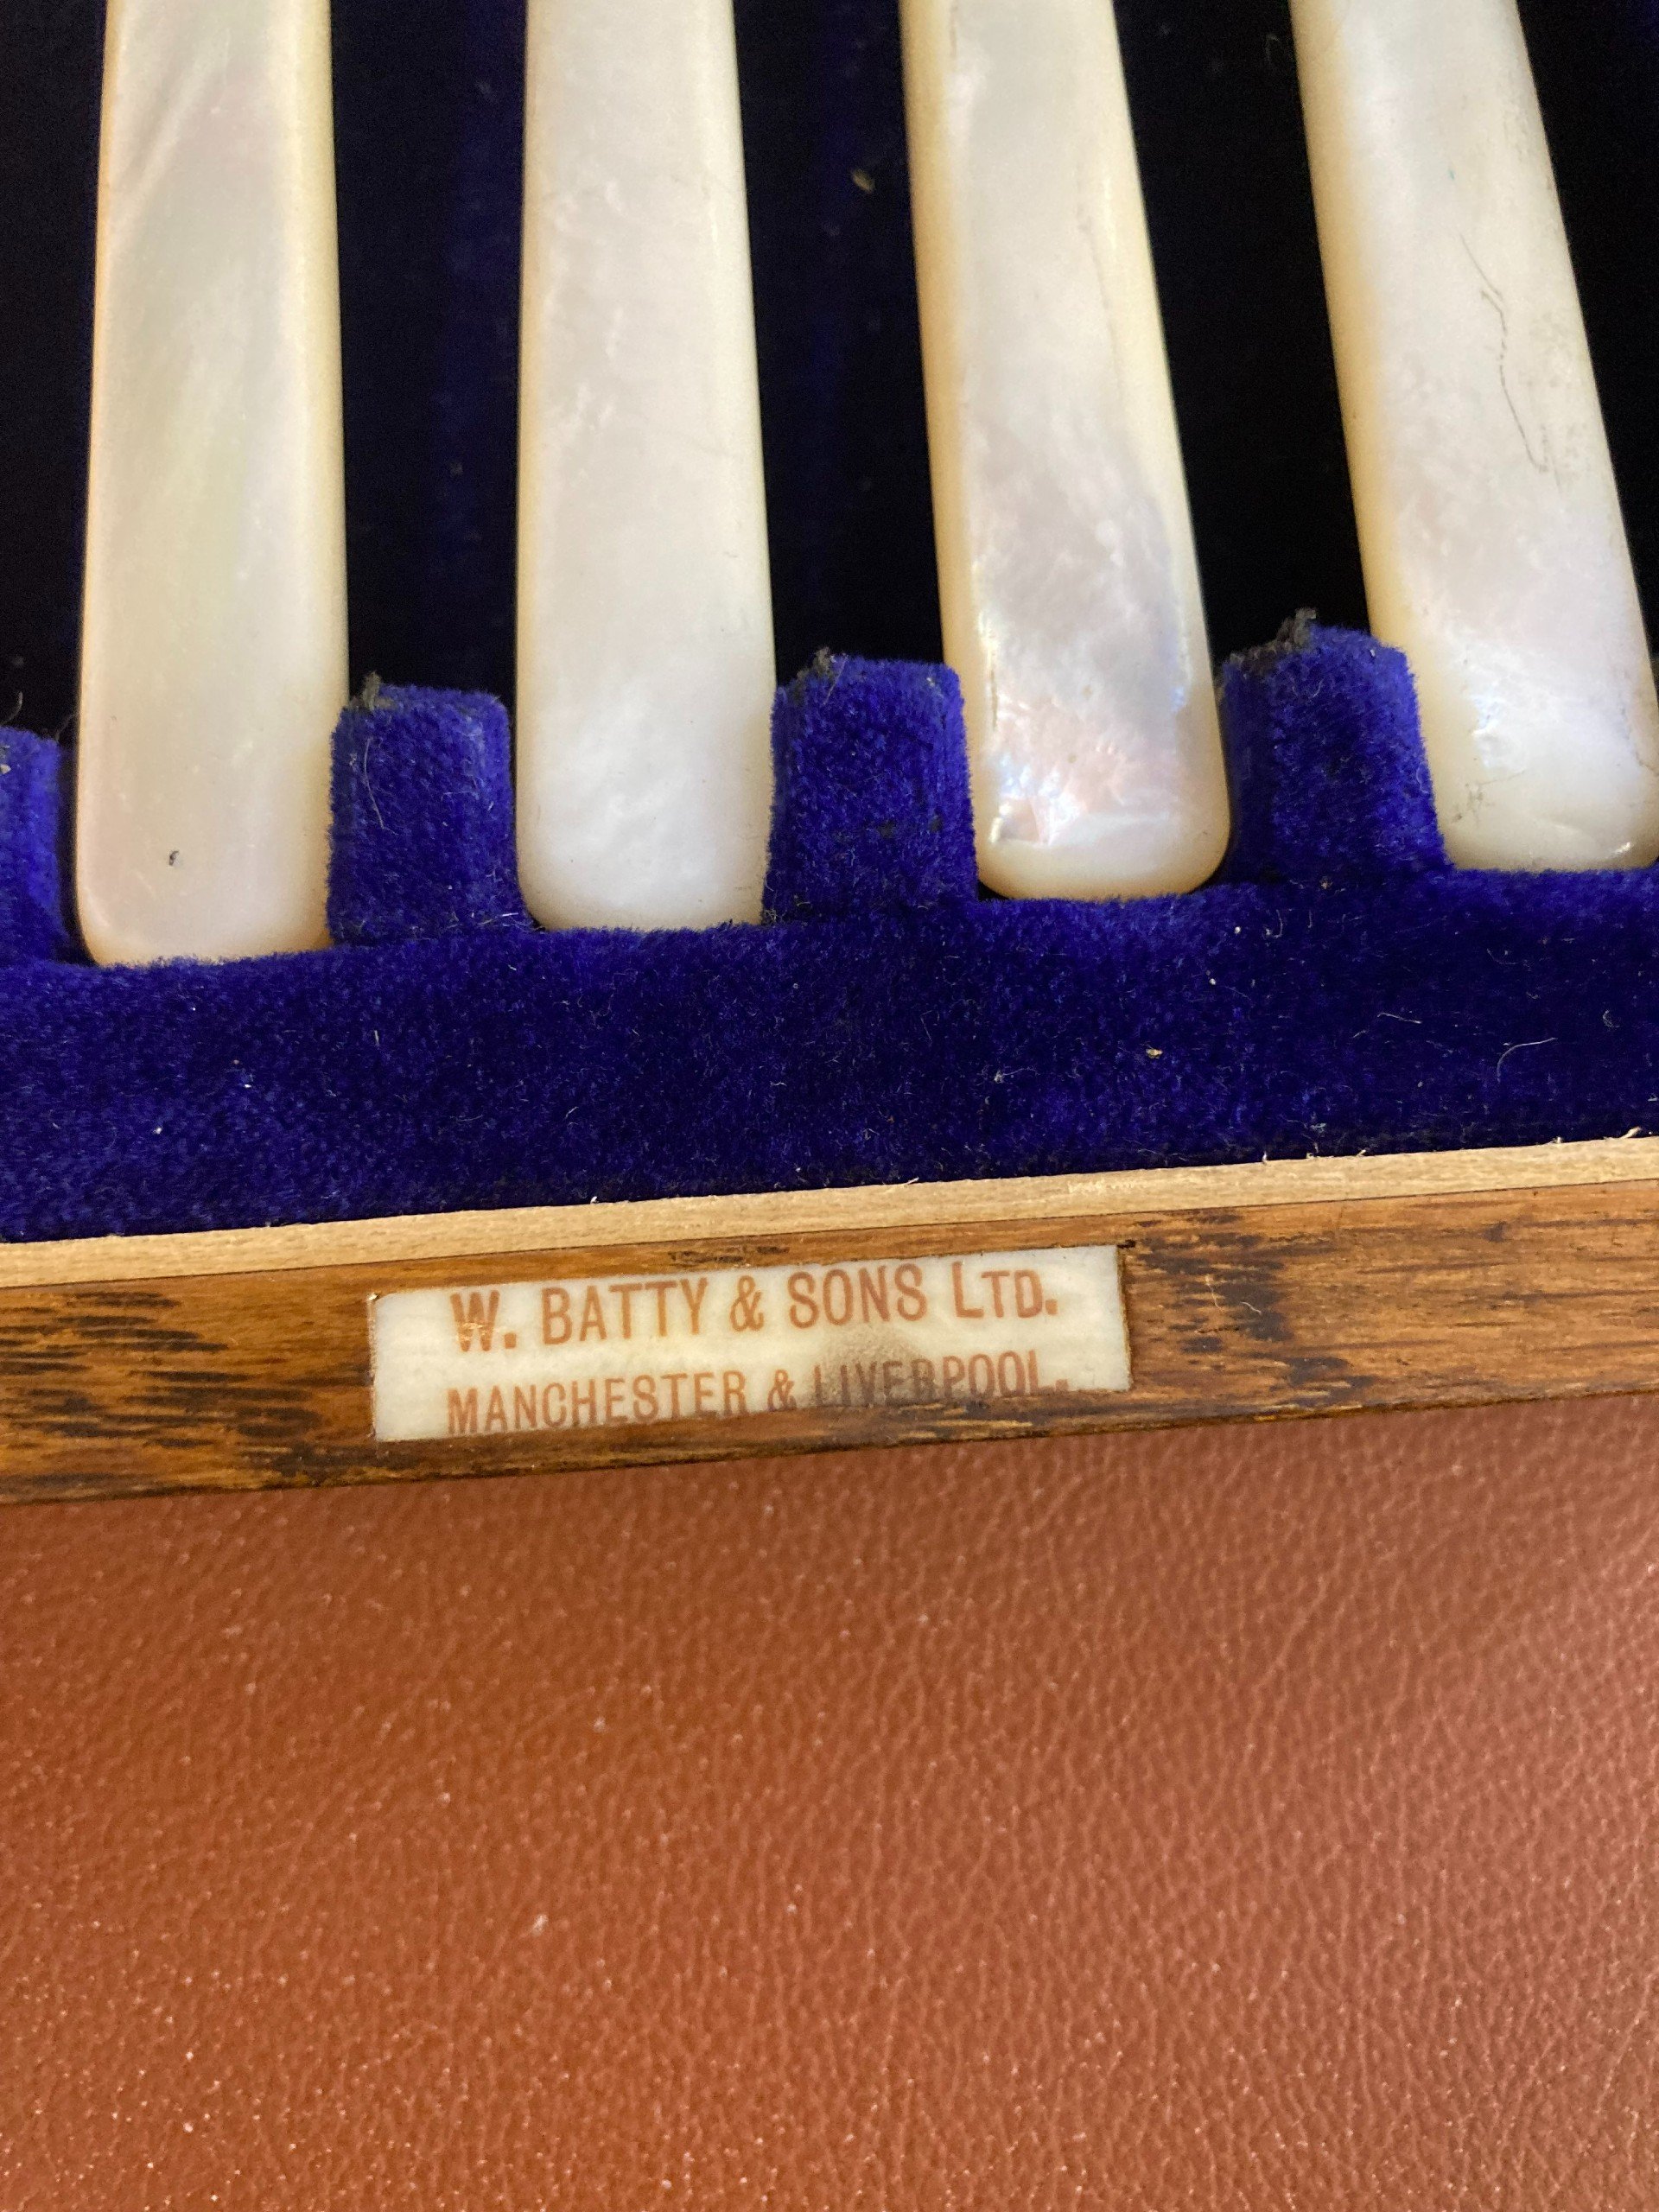 W. BATTY & SONS LTD.
MANCHESTER & LIVERPOOL.